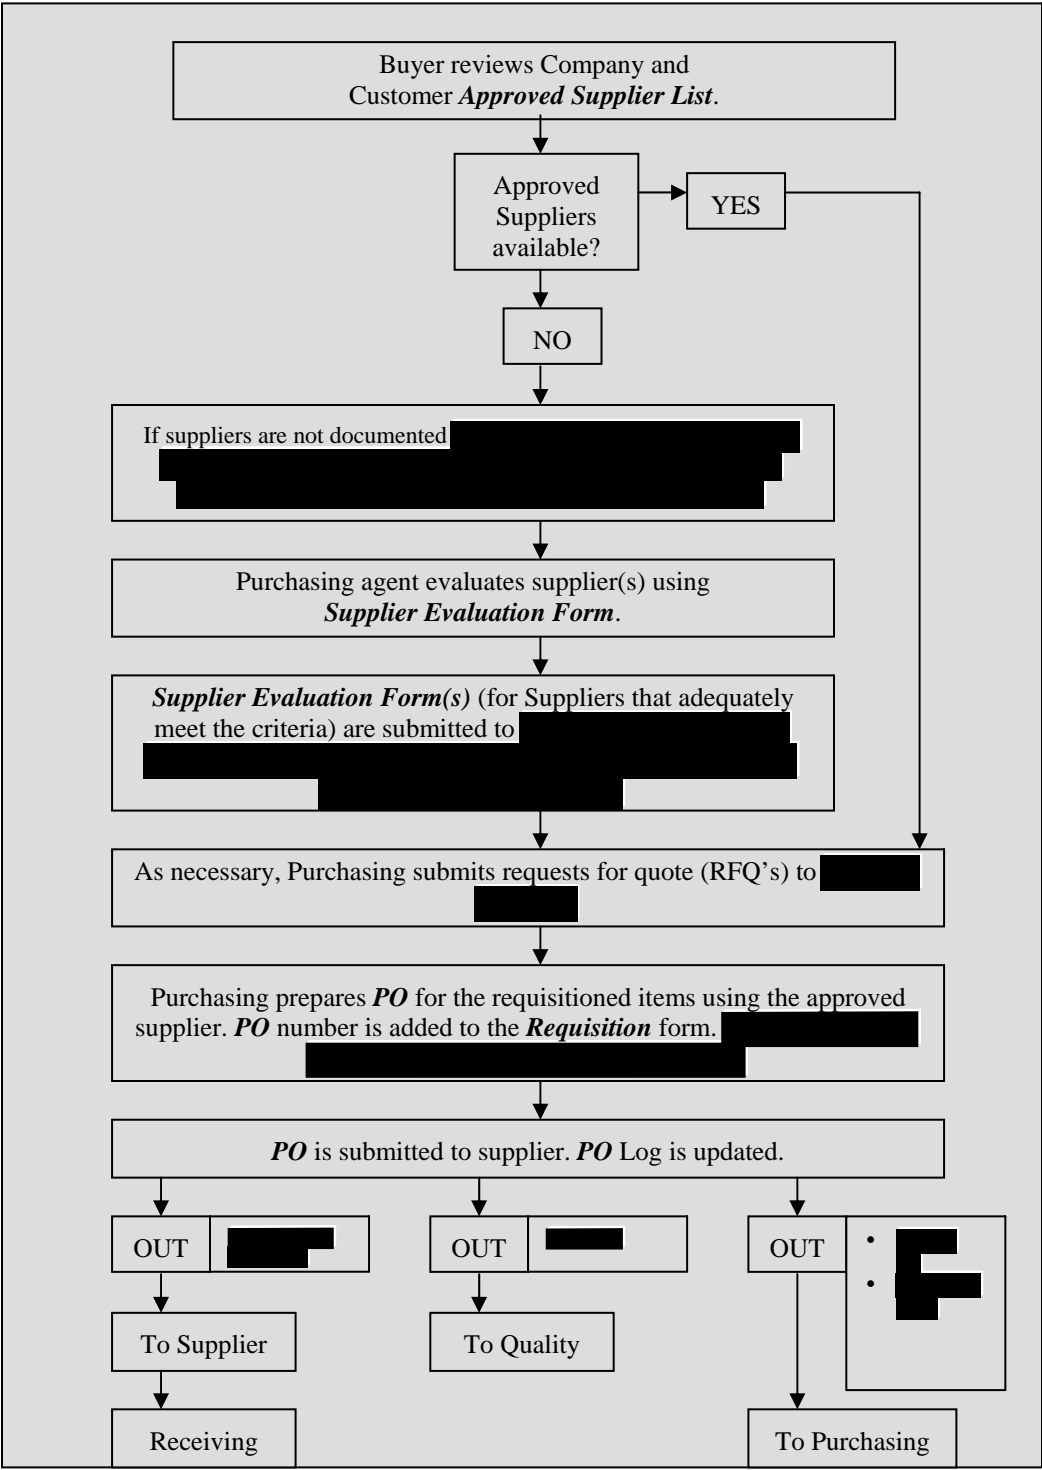 Buyer reviews Company and
Customer Approved Supplier List.
Approved
Suppliers
available?
YES
NO
If suppliers are not documented
Purchasing agent evaluates supplier(s) using
Supplier Evaluation Form.
Supplier Evaluation Form(s) (for Suppliers that adequately
meet the criteria) are submitted to
As necessary, Purchasing submits requests for quote (RFQ’s) to
Purchasing prepares PO for the requisitioned items using the approved
supplier. PO number is added to the Requisition form.
PO is submitted to supplier. PO Log is updated.
OUT
OUT
OUT
•
•
To Supplier
To Quality
Receiving
To Purchasing